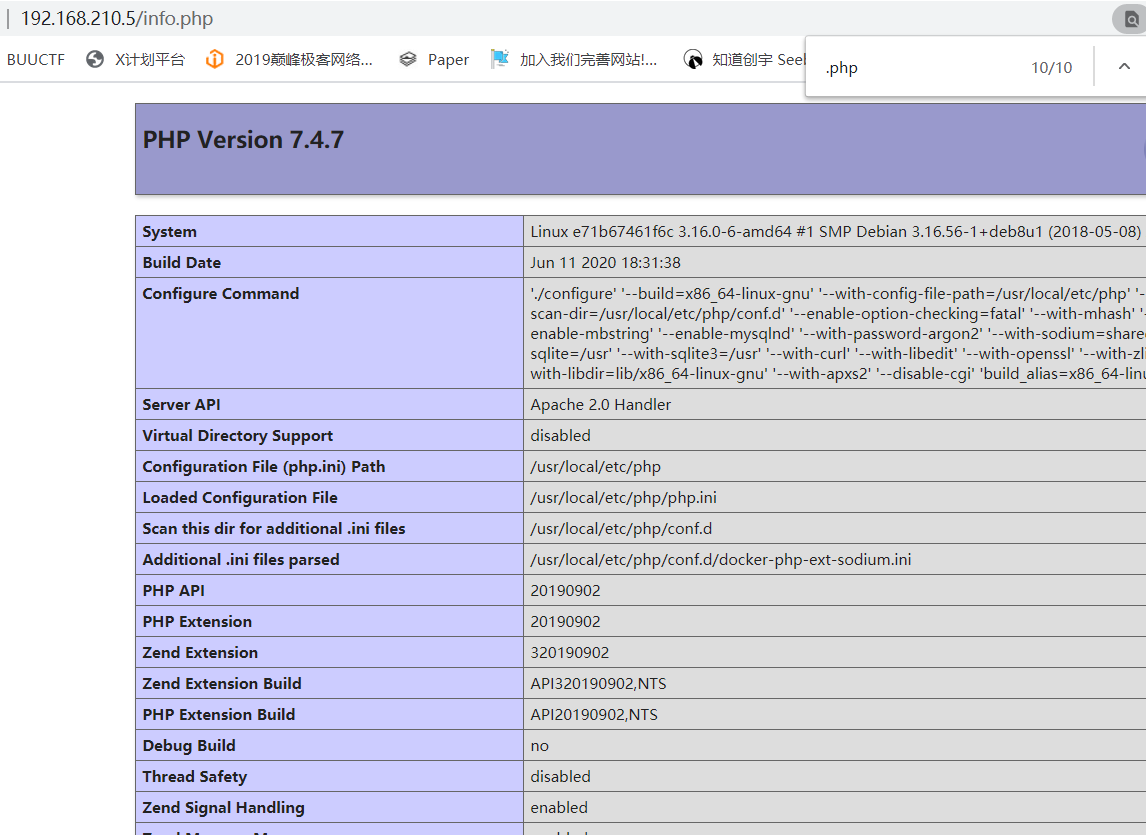 192.168.210.5/info.php
BUUCTF X计划平台 2019巅峰极客网络... Paper 加入我们完善网站!... 知道创宇 Seeb
.php 10/10
PHP Version 7.4.7
System Linux e71b67461f6c 3.16.0-6-amd64 #1 SMP Debian 3.16.56-1+deb8u1 (2018-05-08)
Build Date Jun 11 2020 18:31:38
Configure Command './configure' '--build=x86_64-linux-gnu' '--with-config-file-path=/usr/local/etc/php' '-
scan-dir=/usr/local/etc/php/conf.d' '--enable-option-checking=fatal' '--with-mhash' '-
enable-mbstring' '--enable-mysqlnd' '--with-password-argon2' '--with-sodium=shared
sqlite=/usr' '--with-sqlite3=/usr' '--with-curl' '--with-libedit' '--with-openssl' '--with-zli
with-libdir=lib/x86_64-linux-gnu' '--with-apxs2' '--disable-cgi' 'build_alias=x86_64-linu
Server API Apache 2.0 Handler
Virtual Directory Support disabled
Configuration File (php.ini) Path /usr/local/etc/php
Loaded Configuration File /usr/local/etc/php/php.ini
Scan this dir for additional .ini files /usr/local/etc/php/conf.d
Additional .ini files parsed /usr/local/etc/php/conf.d/docker-php-ext-sodium.ini
PHP API 20190902
PHP Extension 20190902
Zend Extension 320190902
Zend Extension Build API320190902,NTS
PHP Extension Build API20190902,NTS
Debug Build no
Thread Safety disabled
Zend Signal Handling enabled